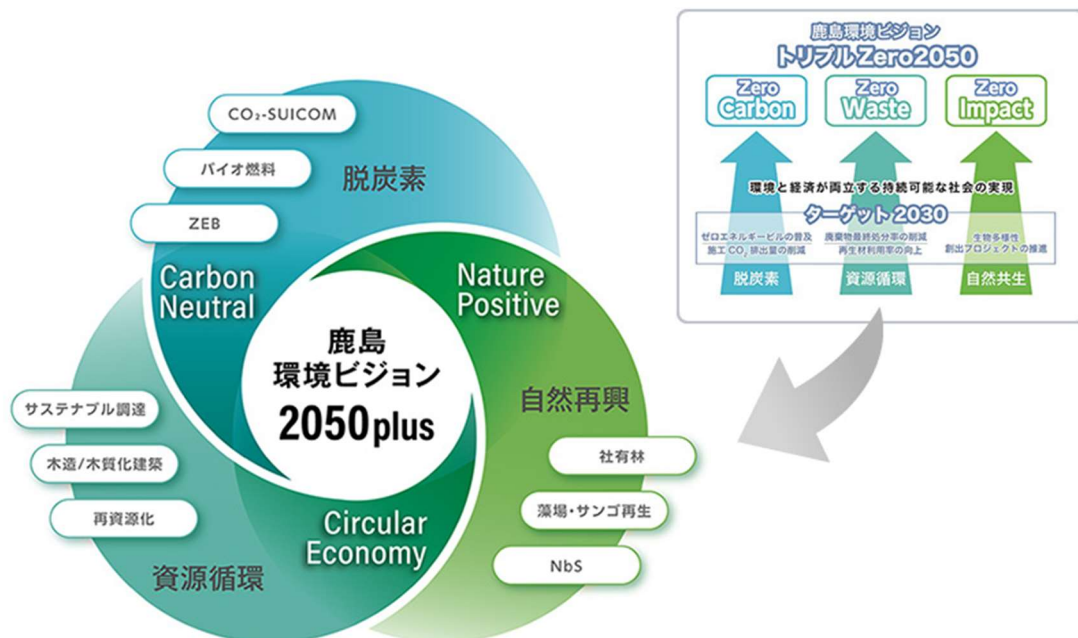 CO₂-SUICOM
バイオ燃料
ZEB
脱炭素
Carbon
Neutral
Nature
Positive
鹿島
環境ビジョン
2050plus
自然再興
社有林
藻場・サンゴ再生
NbS
サステナブル調達
木造/木質化建築
再資源化
Circular
Economy
資源循環
鹿島環境ビジョン
トリプルZero2050
Zero
Carbon
Zero
Waste
Zero
Impact
環境と経済が両立する持続可能な社会の実現
ターゲット2030
ゼロエネルギービルの普及
施工CO₂排出量の削減
廃棄物最終処分率の削減
再生材利用率の向上
生物多様性
創出プロジェクトの推進
脱炭素
資源循環
自然共生